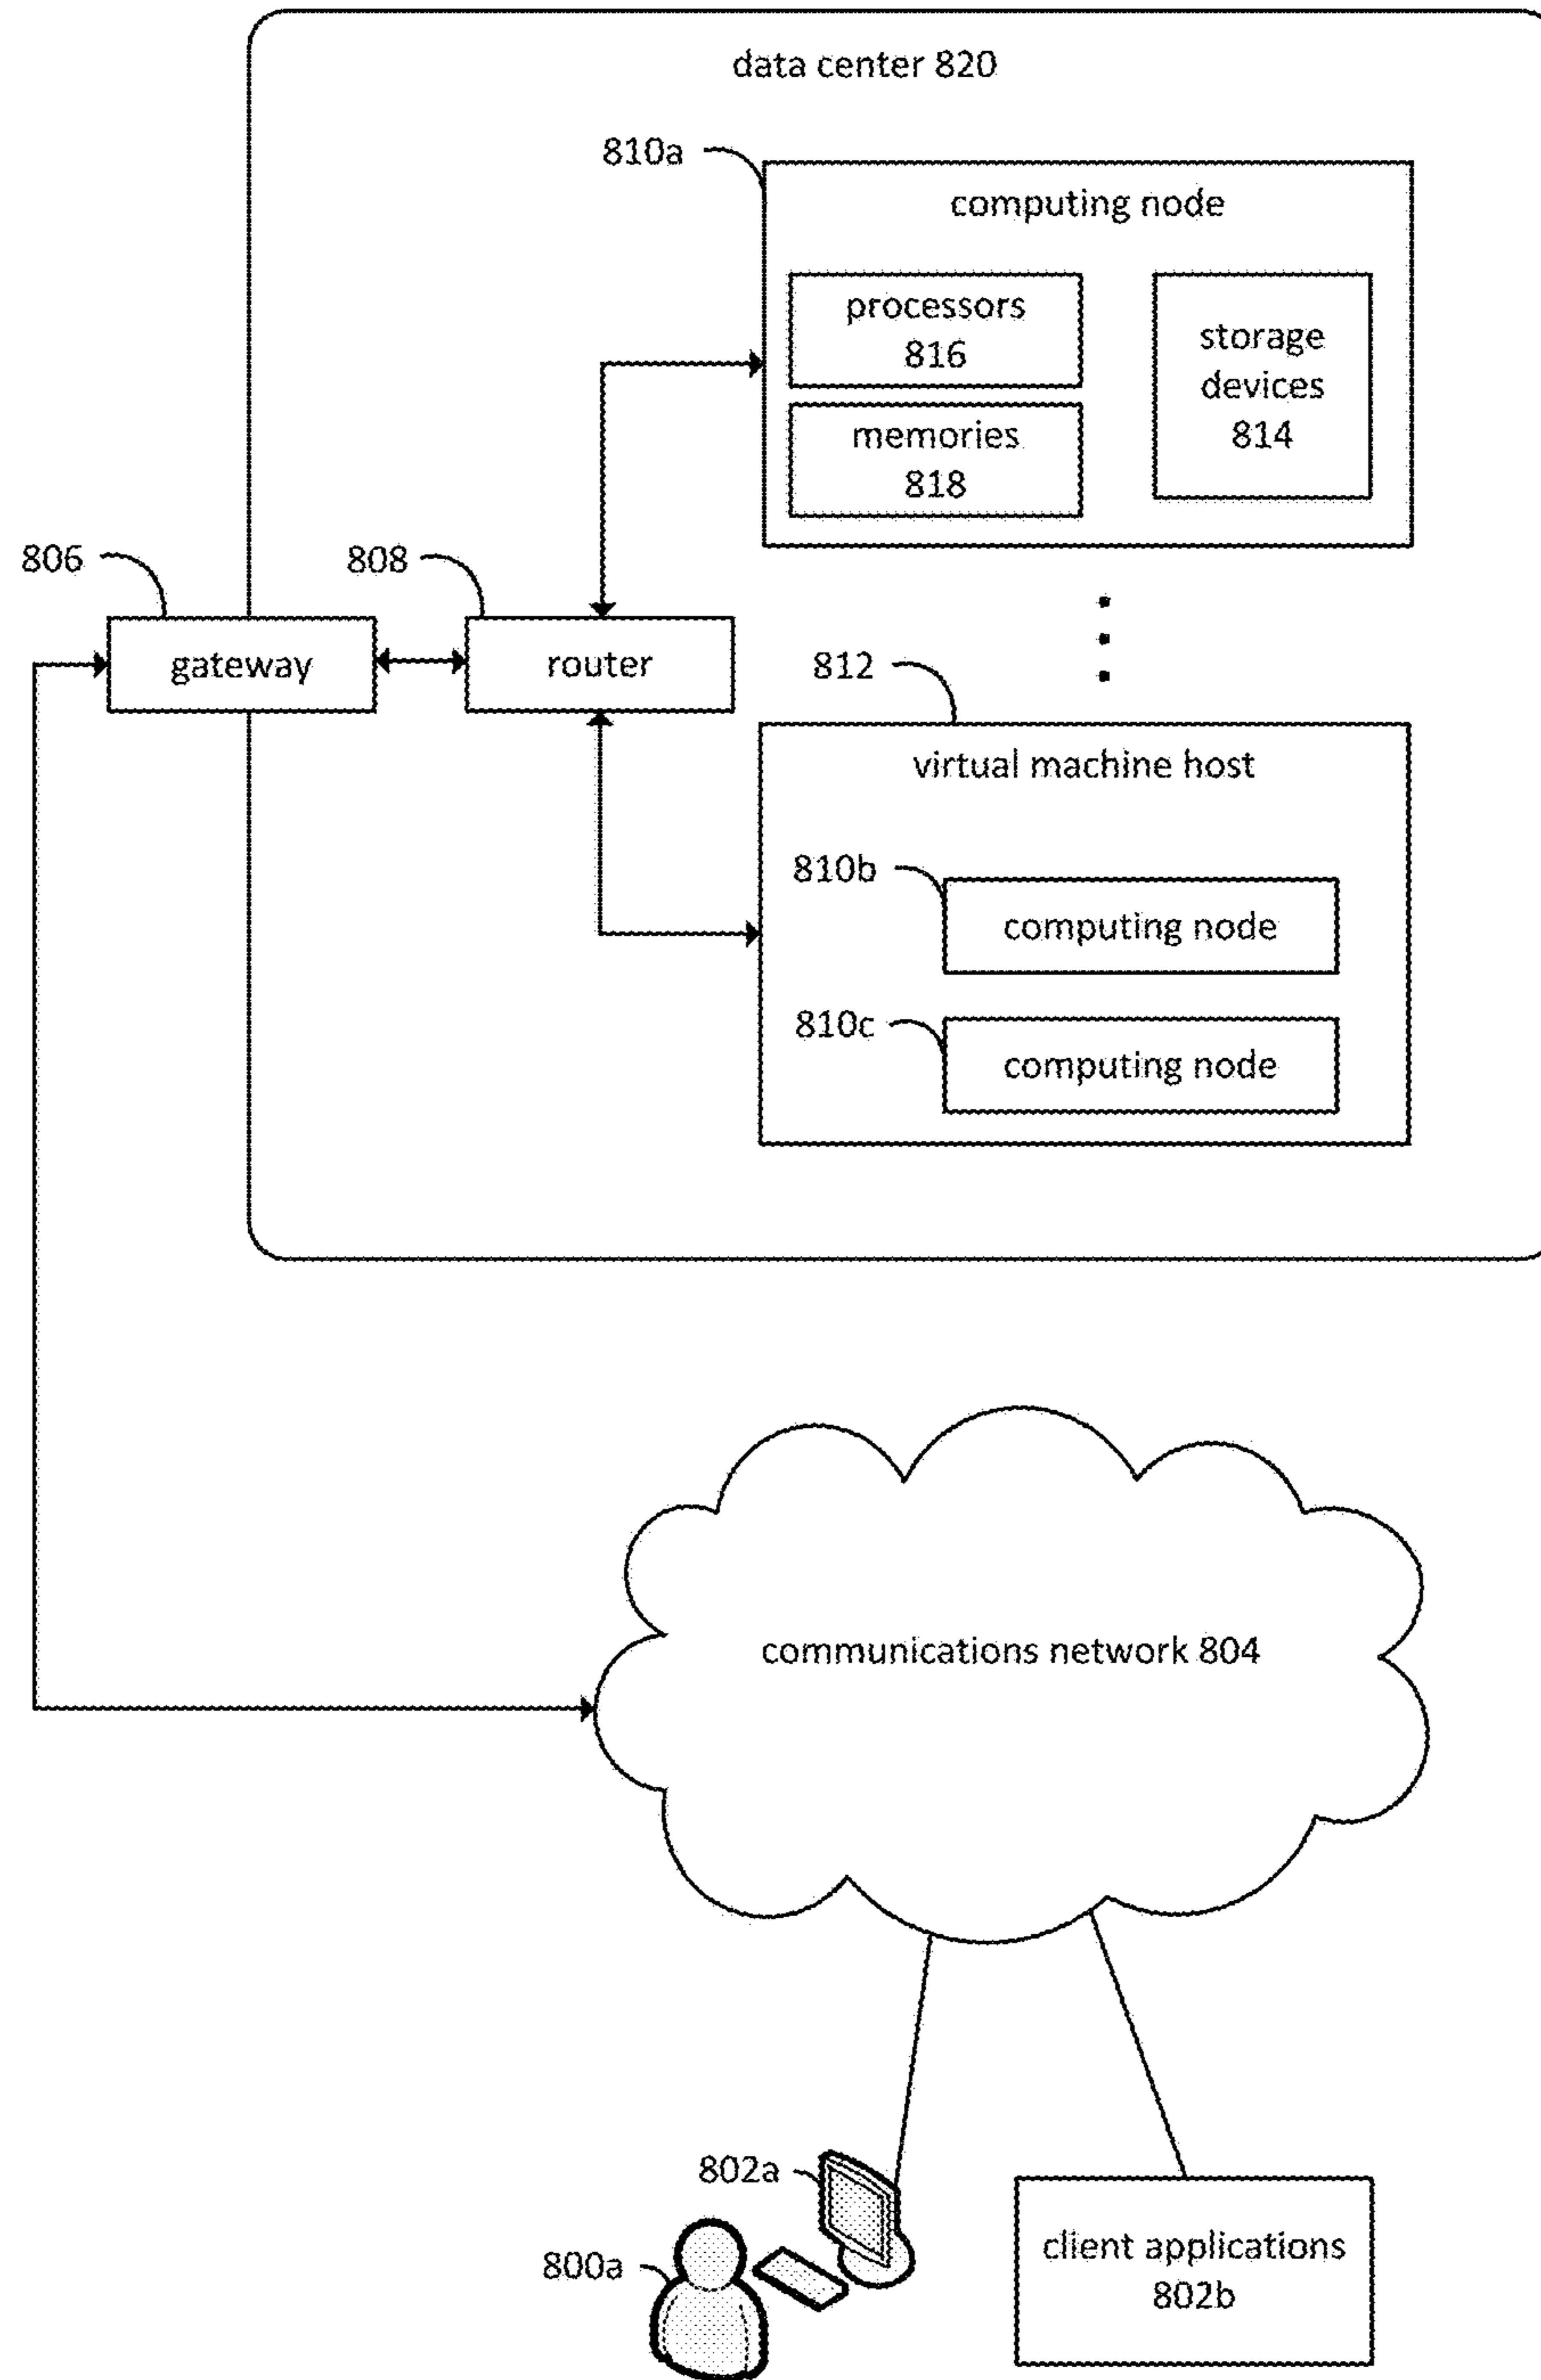 data center 820
810a
computing node
processors
816
storage
devices
814
memories
818
806
808
gateway
router
812
virtual machine host
810b
computing node
810c
computing node
communications network 804
802a
800a
client applications
802b